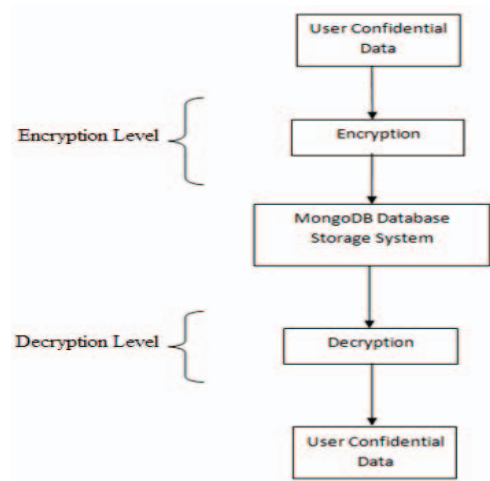 User Confidential
Data
Encryption Level
Encryption
MongoDB Database
Storage System
Decryption Level
Decryption
User Confidential
Data